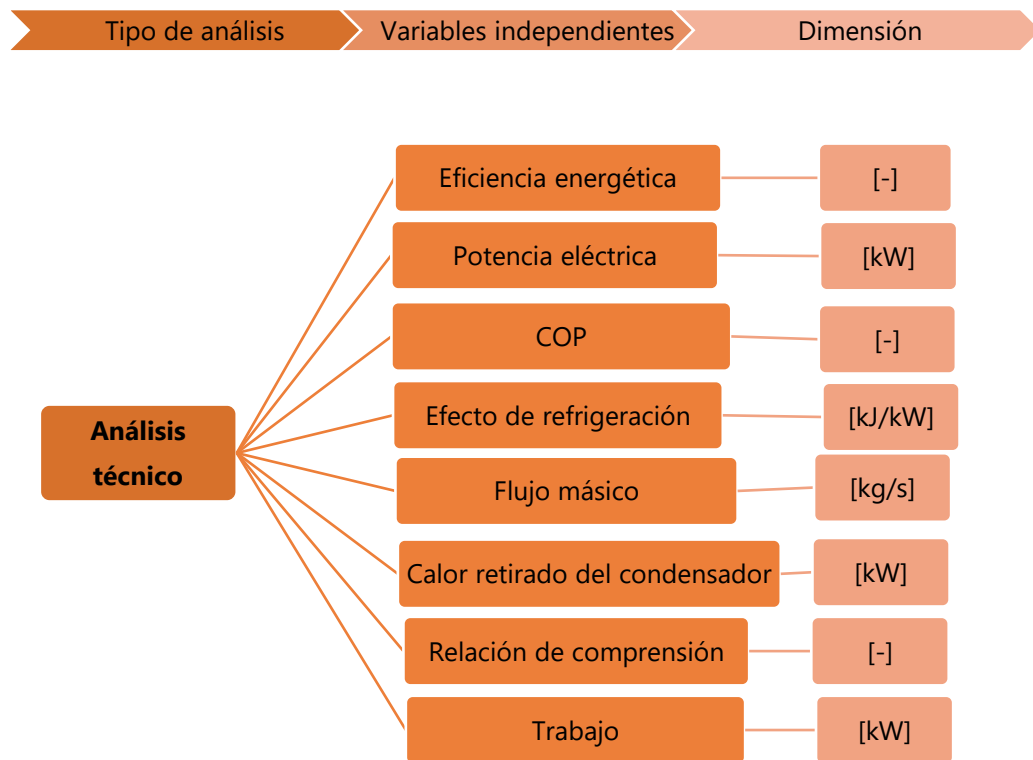 Tipo de análisis
Variables independientes
Dimensión
Eficiencia energética
[-]
Potencia eléctrica
[kW]
COP
[-]
Análisis
técnico
Efecto de refrigeración
[kJ/kW]
Flujo másico
[kg/s]
Calor retirado del condensador
[kW]
Relación de comprensión
[-]
Trabajo
[kW]